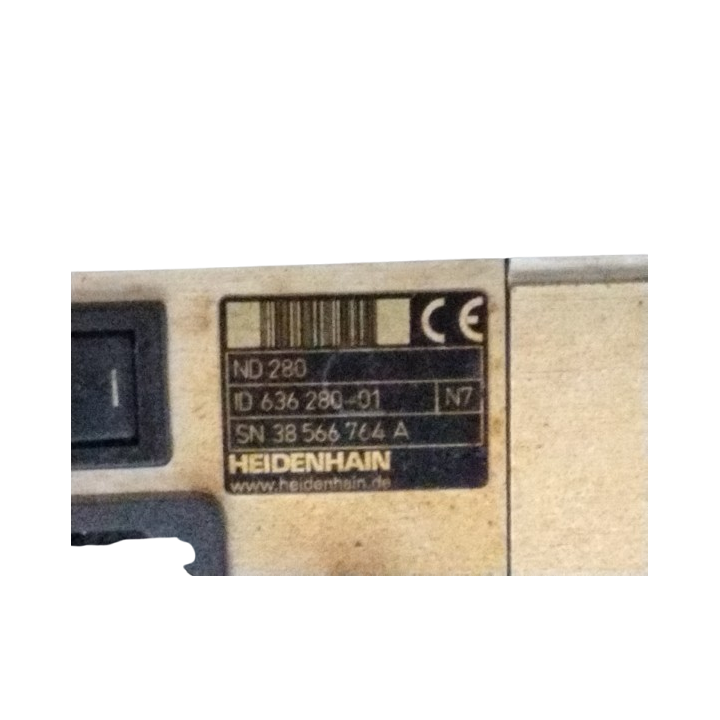 CE
ND 280
ID 636 280-01 N7
SN 38 566 764 A
HEIDENHAIN
www.heidenhain.de